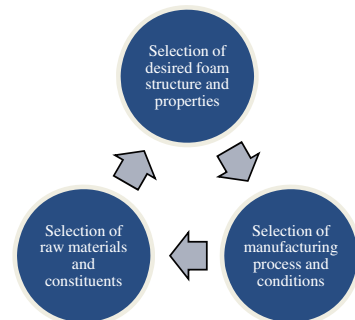 Selection of
desired foam
structure and
properties
Selection of
raw materials
and
constituents
Selection of
manufacturing
process and
conditions